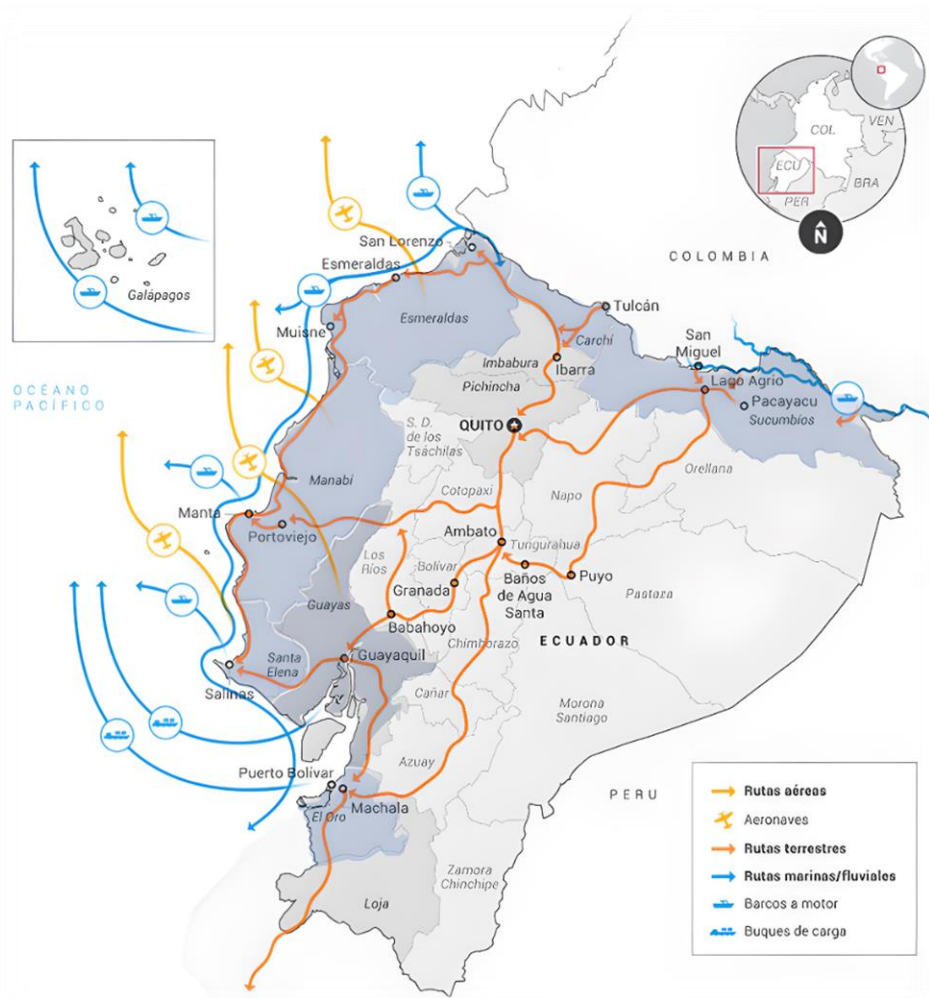 COL.
VEN
ECU
BRA
PER
N
COLOMBIA
San Lorenzo
Esmeraldas
Galápagos
Esmeraldas
Tulcán
Muisne
Carchi
San
Miguel
Imbabura
Ibarra
Pichincha
Lago Agrio
OCÉANO
PACÍFICO
Pacayacu
Sucumbíos
QUITO
S. D.
de los
Tsáchilas
Orellana
Manabí
Cotopaxi
Napo
Manta
Portoviejo
Ambato
Tungurahua
Los
Ríos
Bolívar
Baños
de Agua
Santa
Puyo
Granada
Pastaza
Guayas
Babahoyo
Chimborazo
ECUADOR
Santa
Elena
Guayaquil
Salinas
Cañar
Morona
Santiago
Azuay
Puerto Bolívar
PERU
Machala
El Oro
Zamora
Chinchipe
Loja
Rutas aéreas
Aeronaves
Rutas terrestres
Rutas marinas/fluviales
Barcos a motor
Buques de carga